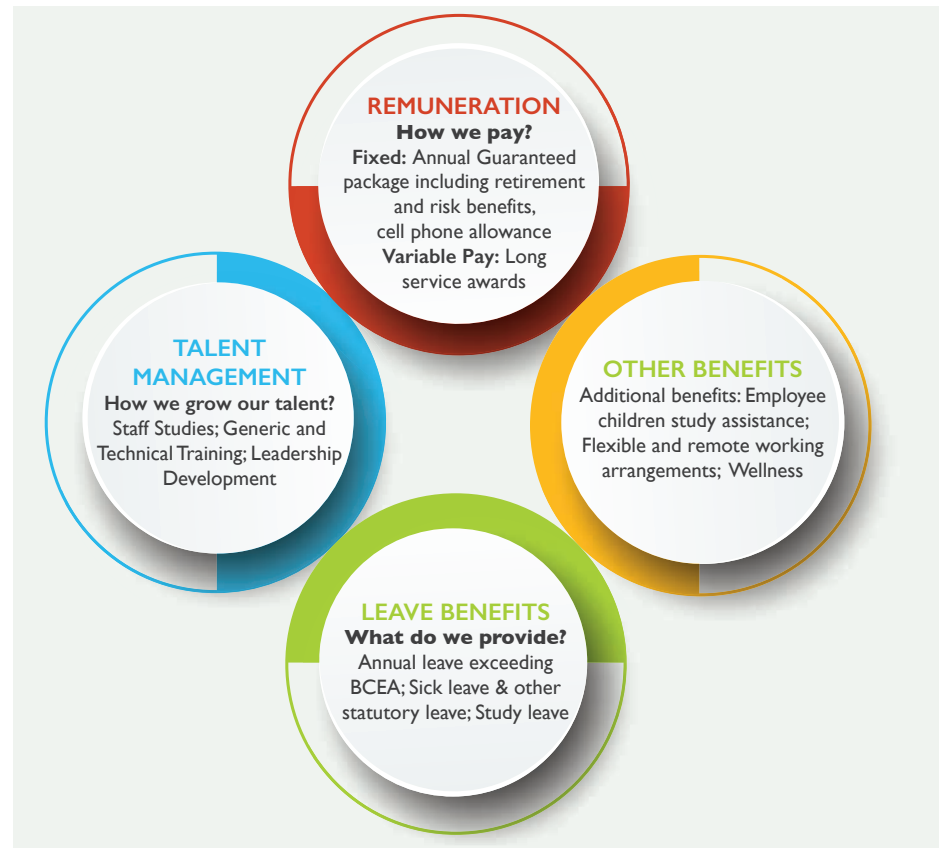 REMUNERATION
How we pay?
Fixed: Annual Guaranteed
package including retirement
and risk benefits,
cell phone allowance
Variable Pay: Long
service awards
TALENT
MANAGEMENT
How we grow our talent?
Staff Studies; Generic and
Technical Training; Leadership
Development
OTHER BENEFITS
Additional benefits: Employee
children study assistance;
Flexible and remote working
arrangements; Wellness
LEAVE BENEFITS
What do we provide?
Annual leave exceeding
BCEA; Sick leave & other
statutory leave; Study leave